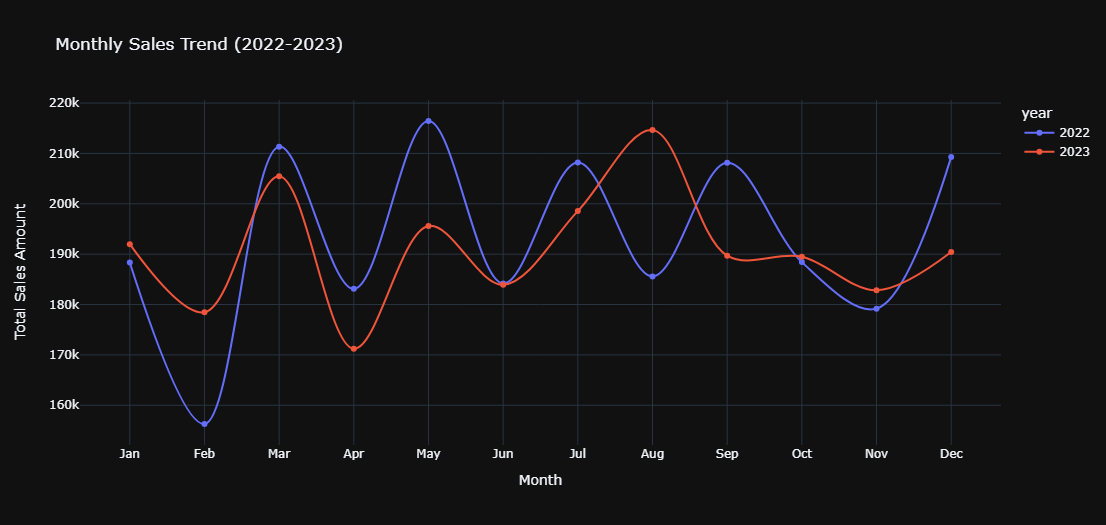 Monthly Sales Trend (2022-2023)
220k
210k
200k
190k
180k
170k
160k
Total Sales Amount
Jan Feb Mar Apr May Jun Jul Aug Sep Oct Nov Dec
Month
year
2022
2023